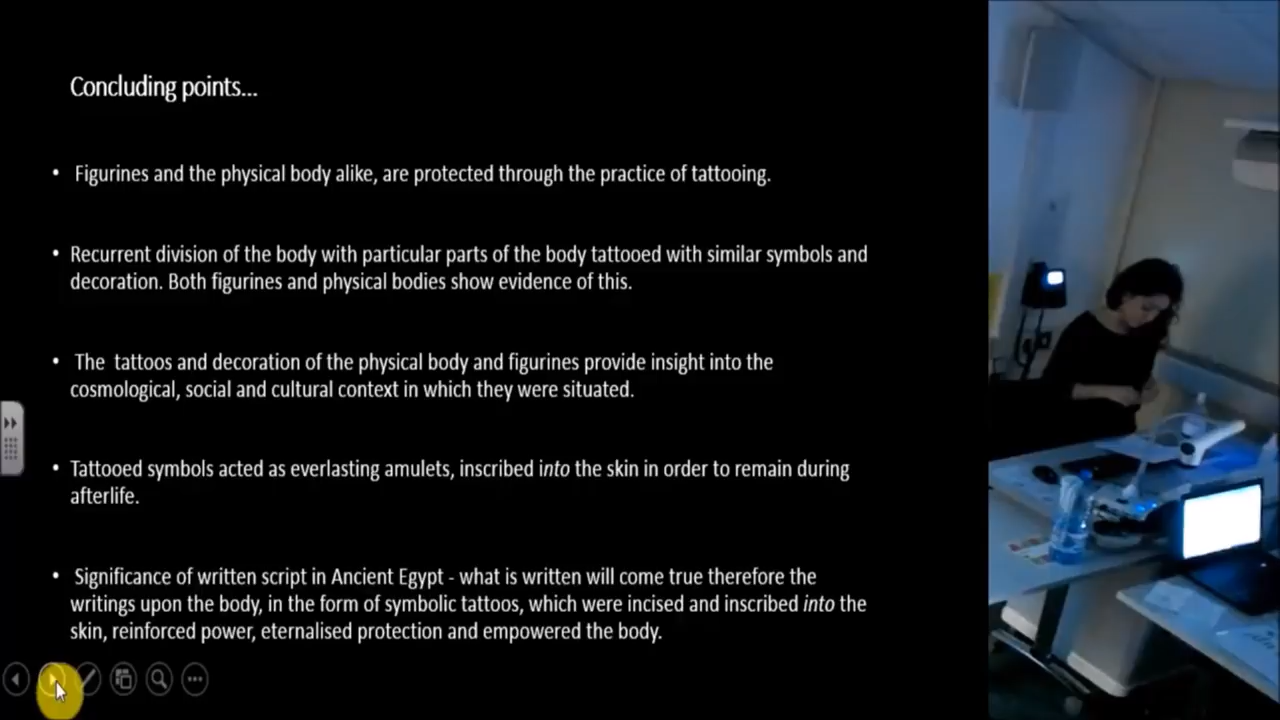 Concluding points...
Figurines and the physical body alike, are protected through the practice of tattooing.
Recurrent division of the body with particular parts of the body tattooed with similar symbols and
decoration. Both figurines and physical bodies show evidence of this.
The tattoos and decoration of the physical body and figurines provide insight into the
cosmological, social and cultural context in which they were situated.
Tattooed symbols acted as everlasting amulets, inscribed into the skin in order to remain during
afterlife.
Significance of written script in Ancient Egypt - what is written will come true therefore the
writings upon the body, in the form of symbolic tattoos, which were incised and inscribed into the
skin, reinforced power, eternalised protection and empowered the body.